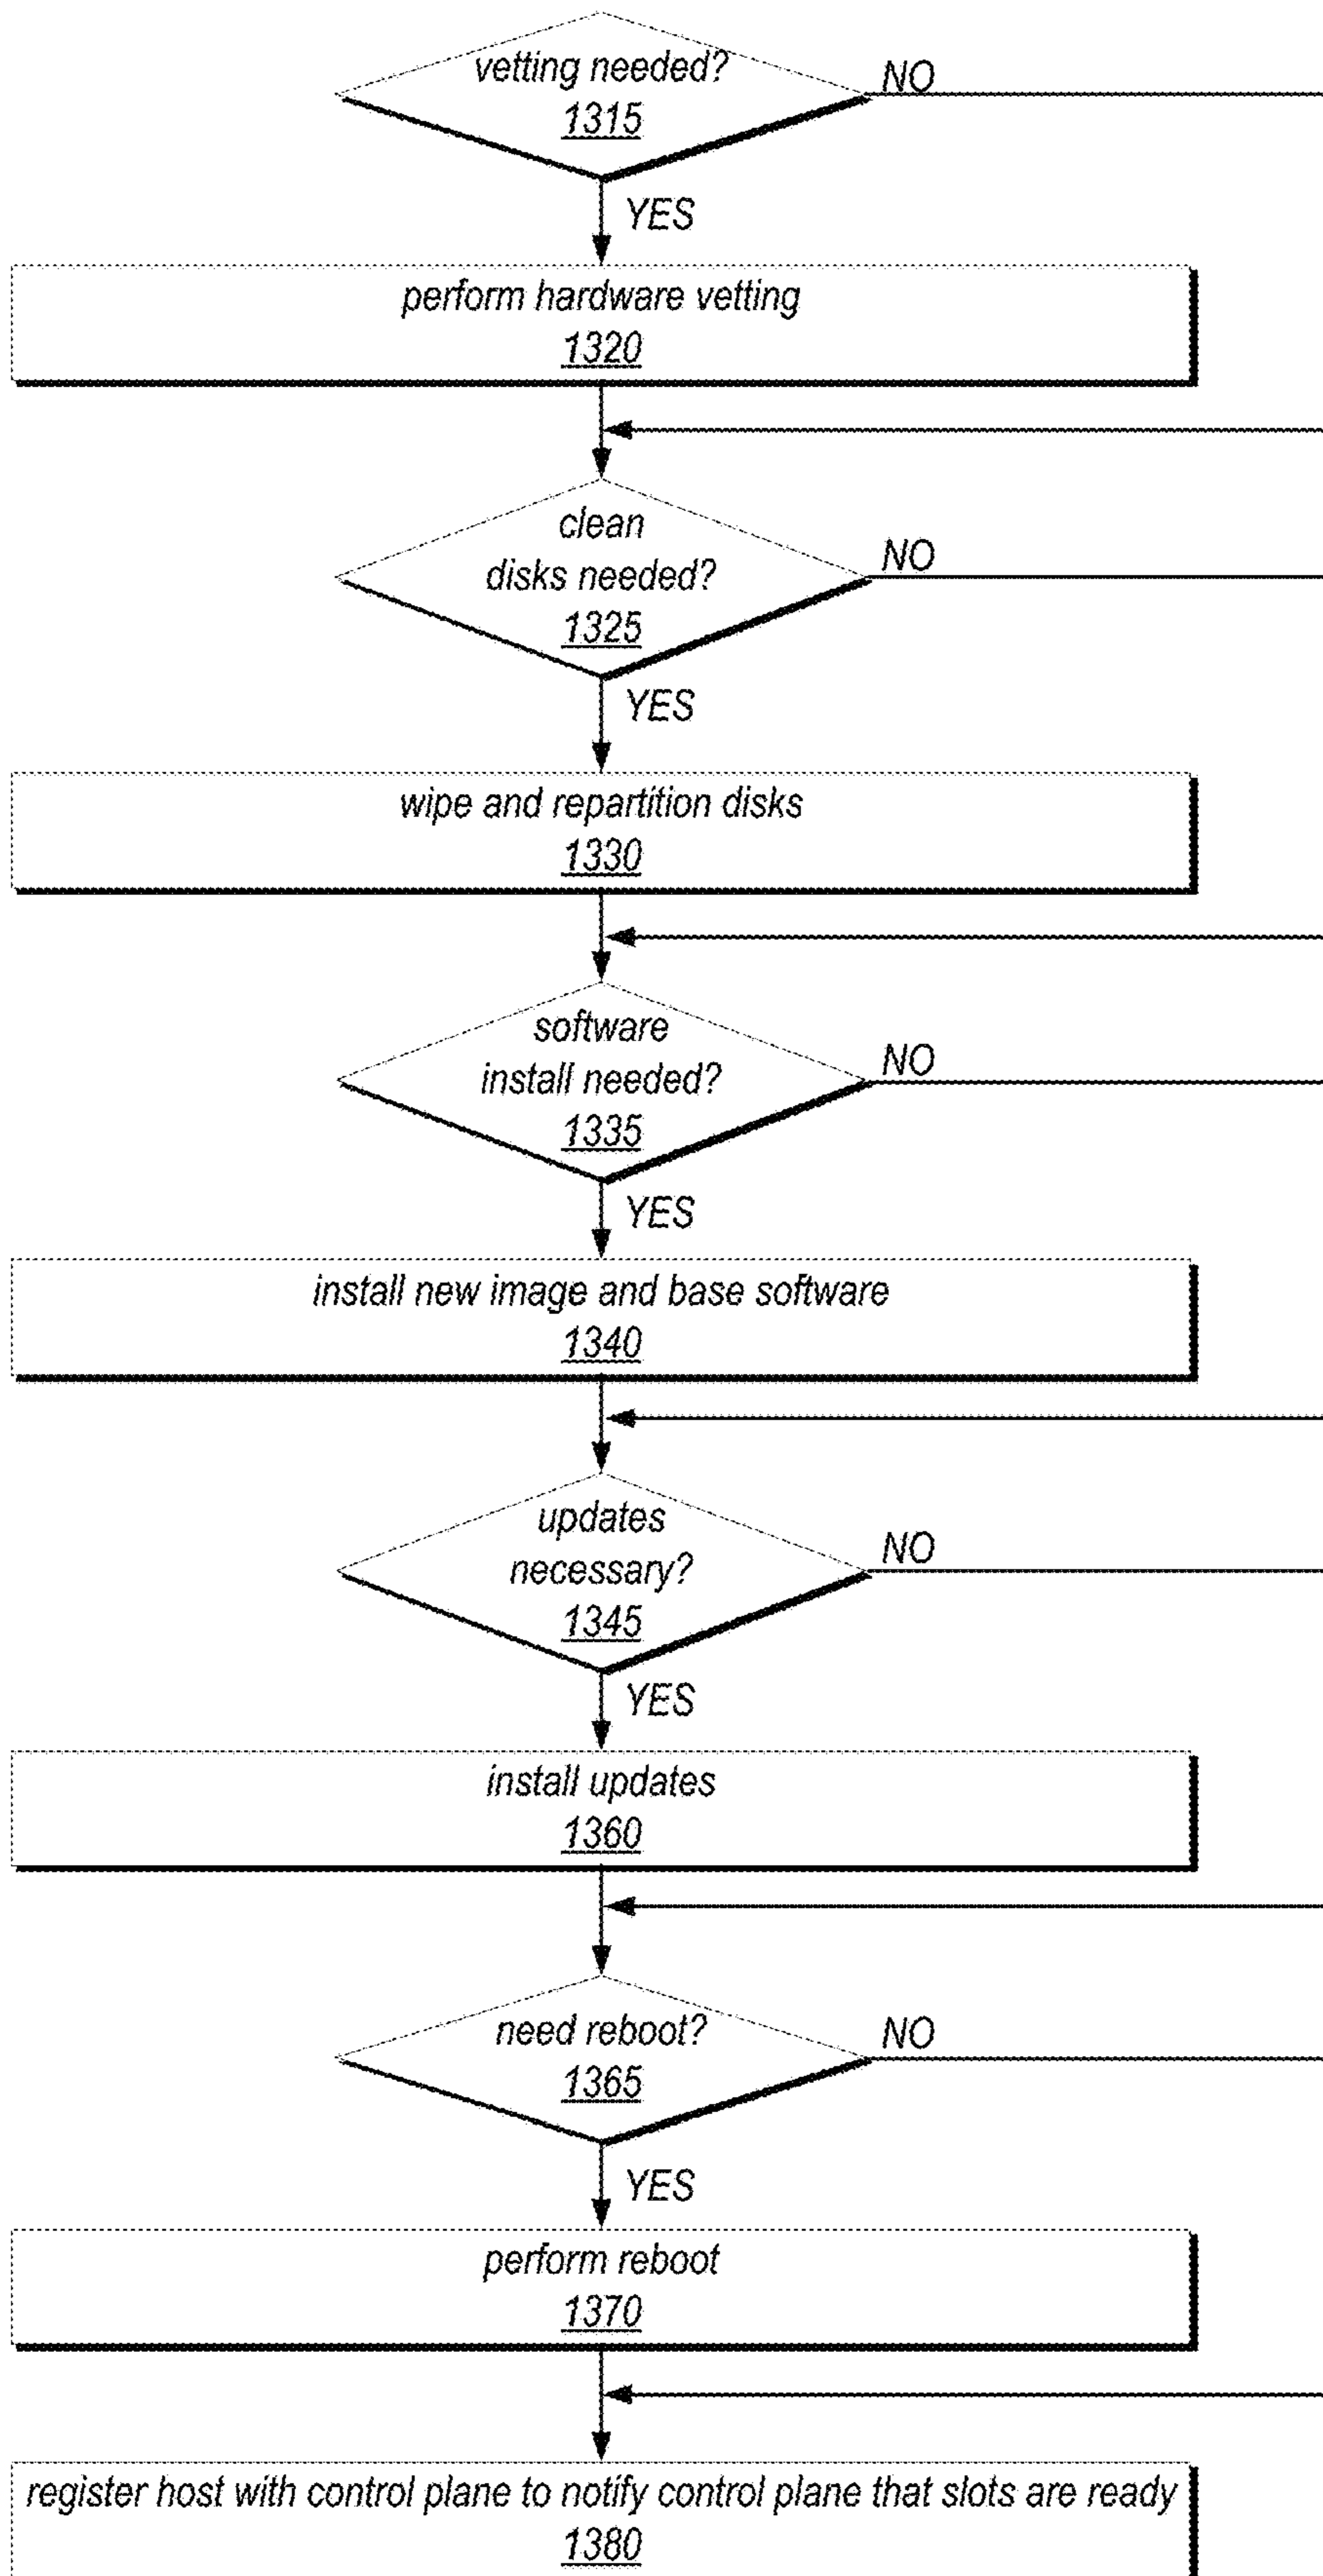 vetting needed?
NO
1315
YES
perform hardware vetting
1320
clean
disks needed?
NO
1325
YES
wipe and repartition disks
1330
software
install needed?
NO
1335
YES
install new image and base software
1340
updates
necessary?
NO
1345
YES
install updates
1360
need reboot?
NO
1365
YES
perform reboot
1370
register host with control plane to notify control plane that slots are ready
1380